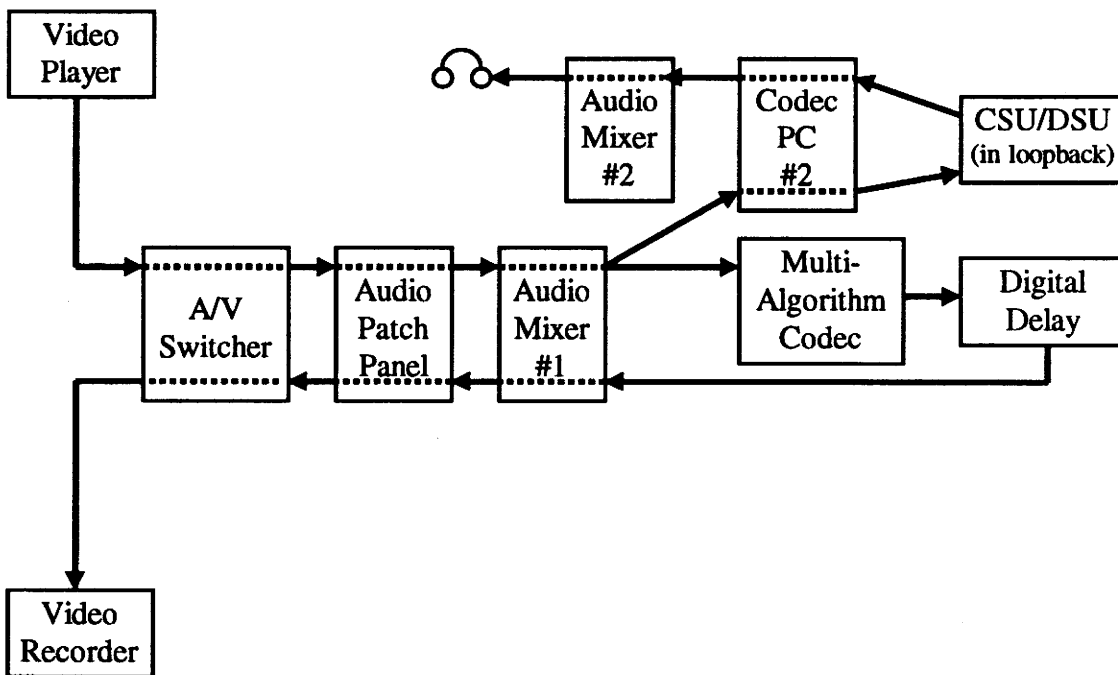 Video
Player
Audio
Mixer
#2
Codec
PC
#2
CSU/DSU
(in loopback)
A/V
Switcher
Audio
Patch
Panel
Audio
Mixer
#1
Multi-
Algorithm
Codec
Digital
Delay
Video
Recorder